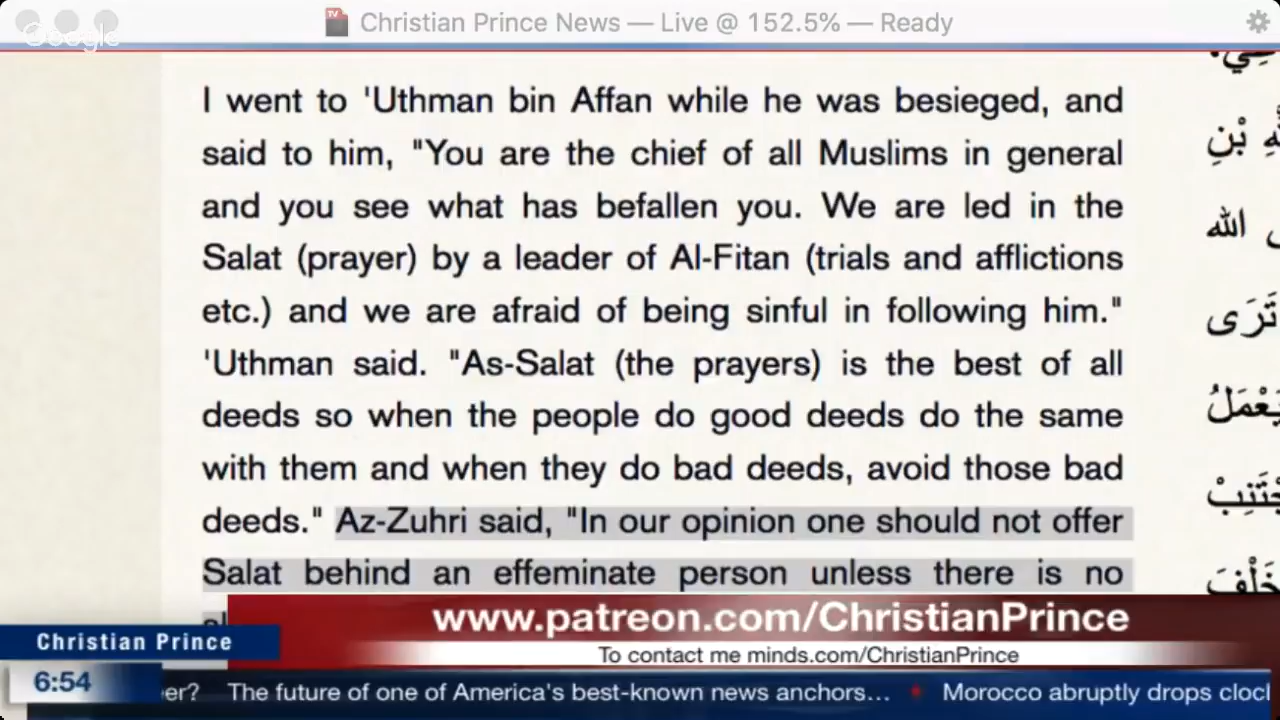 Christian Prince News — Live @ 152.5% — Ready
Google
I went to 'Uthman bin Affan while he was besieged, and
said to him, "You are the chief of all Muslims in general
and you see what has befallen you. We are led in the
Salat (prayer) by a leader of Al-Fitan (trials and afflictions
etc.) and we are afraid of being sinful in following him."
'Uthman said. "As-Salat (the prayers) is the best of all
deeds so when the people do good deeds do the same
with them and when they do bad deeds, avoid those bad
deeds." Az-Zuhri said, "In our opinion one should not offer
Salat behind an effeminate person unless there is no
بْنِ
الله
تَرَى
www.patreon.com/ChristianPrince
To contact me minds.com/ChristianPrince
Christian Prince
6:54
er? The future of one of America's best-known news anchors... • Morocco abruptly drops clocl